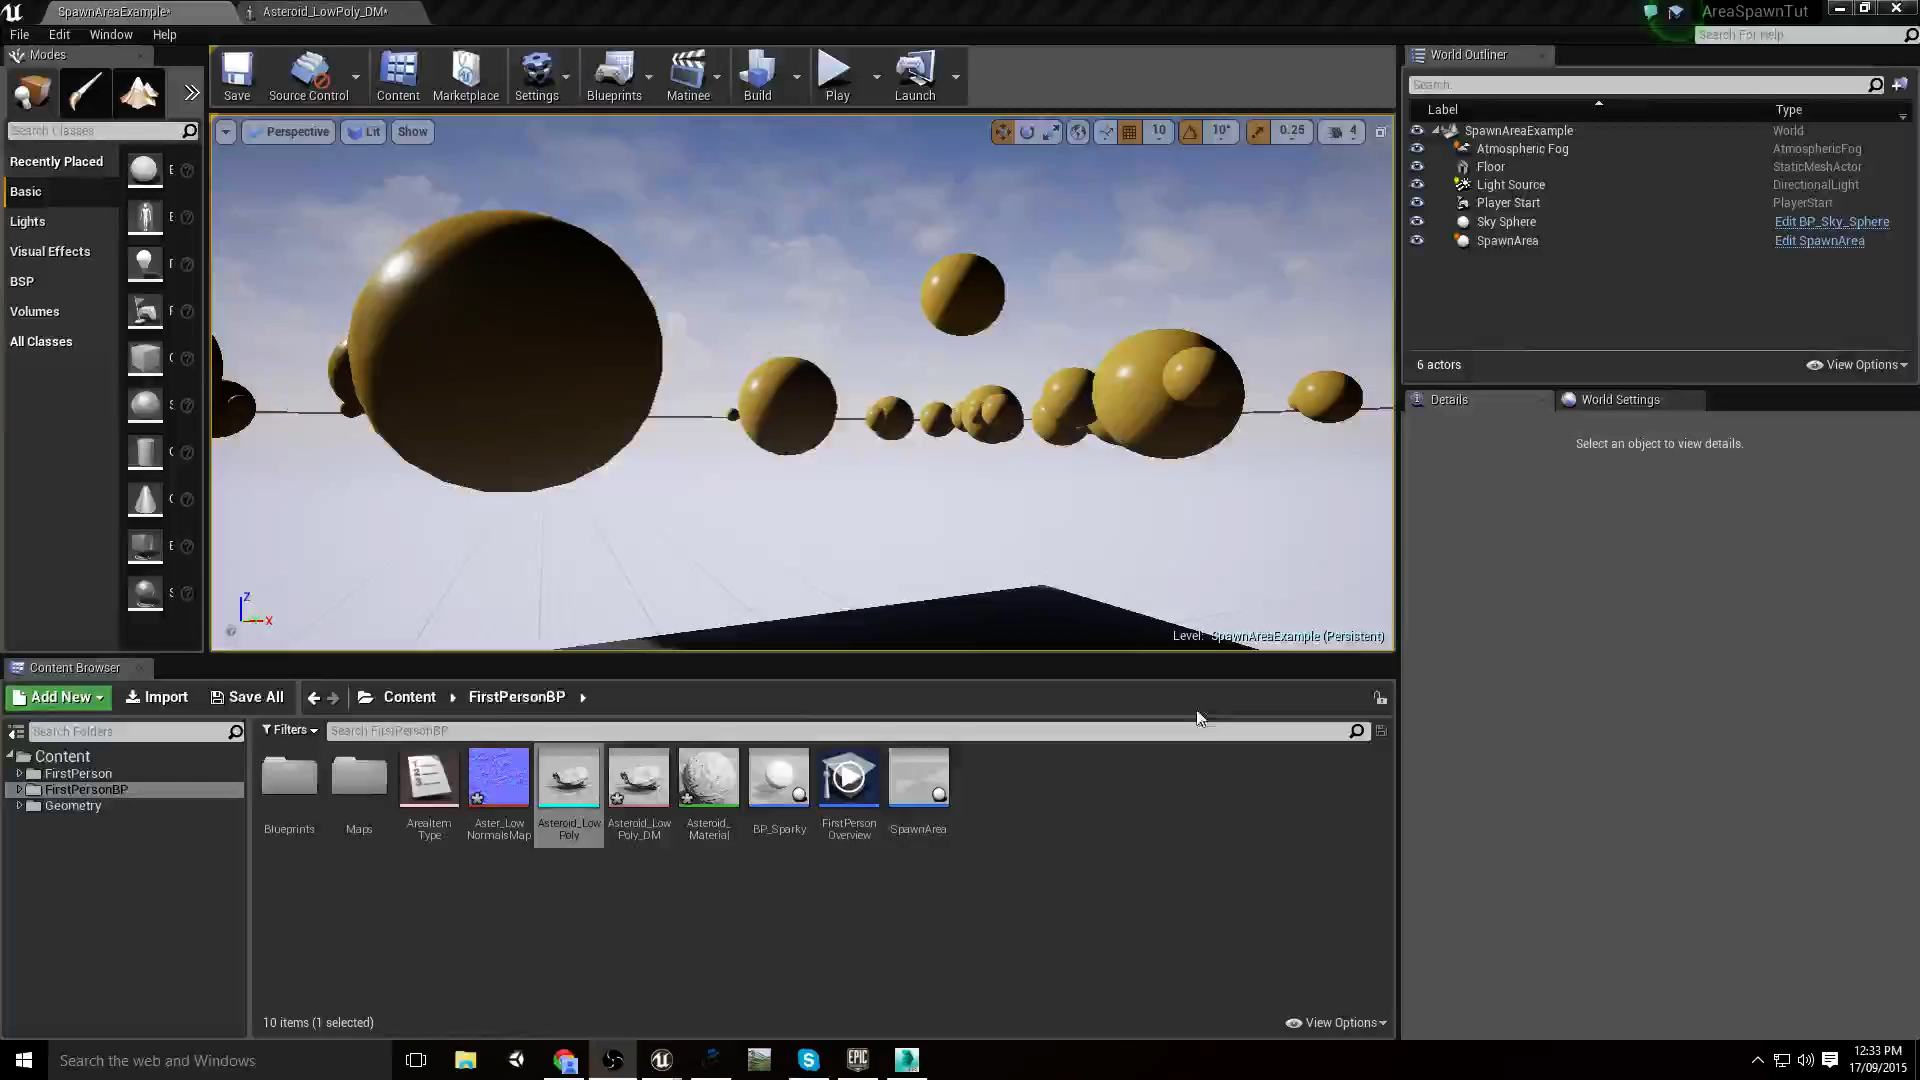 SpawnAreaExample*
Asteroid_LowPoly_DM*
AreaSpawnTut
File Edit Window Help
Search For Help
Modes
Save
Source Control
Content
Marketplace
Settings
Blueprints
Matinee
Build
Play
Launch
World Outliner
Search Classes
Perspective
Lit
Show
10
10°
0.25
4
Search.
Label
Type
SpawnAreaExample World
Atmospheric Fog AtmosphericFog
Floor StaticMeshActor
Light Source DirectionalLight
Player Start PlayerStart
Sky Sphere Edit BP_Sky_Sphere
SpawnArea Edit SpawnArea
6 actors
View Options
Recently Placed
Basic
Lights
Visual Effects
BSP
Volumes
All Classes
Details
World Settings
Select an object to view details.
Z
X
Level: SpawnAreaExample (Persistent)
Content Browser
Add New
Import
Save All
Content
FirstPersonBP
Search Folders
Filters
Search FirstPersonBP
Content
FirstPerson
FirstPersonBP
Geometry
Blueprints
Maps
AreaItem
Type
Aster_Low
NormalsMap
Asteroid_Low
Poly
Asteroid_Low
Poly_DM
Asteroid_
Material
BP_Sparky
FirstPerson
Overview
SpawnArea
10 items (1 selected)
View Options
Search the web and Windows
EPIC
12:33 PM
17/09/2015